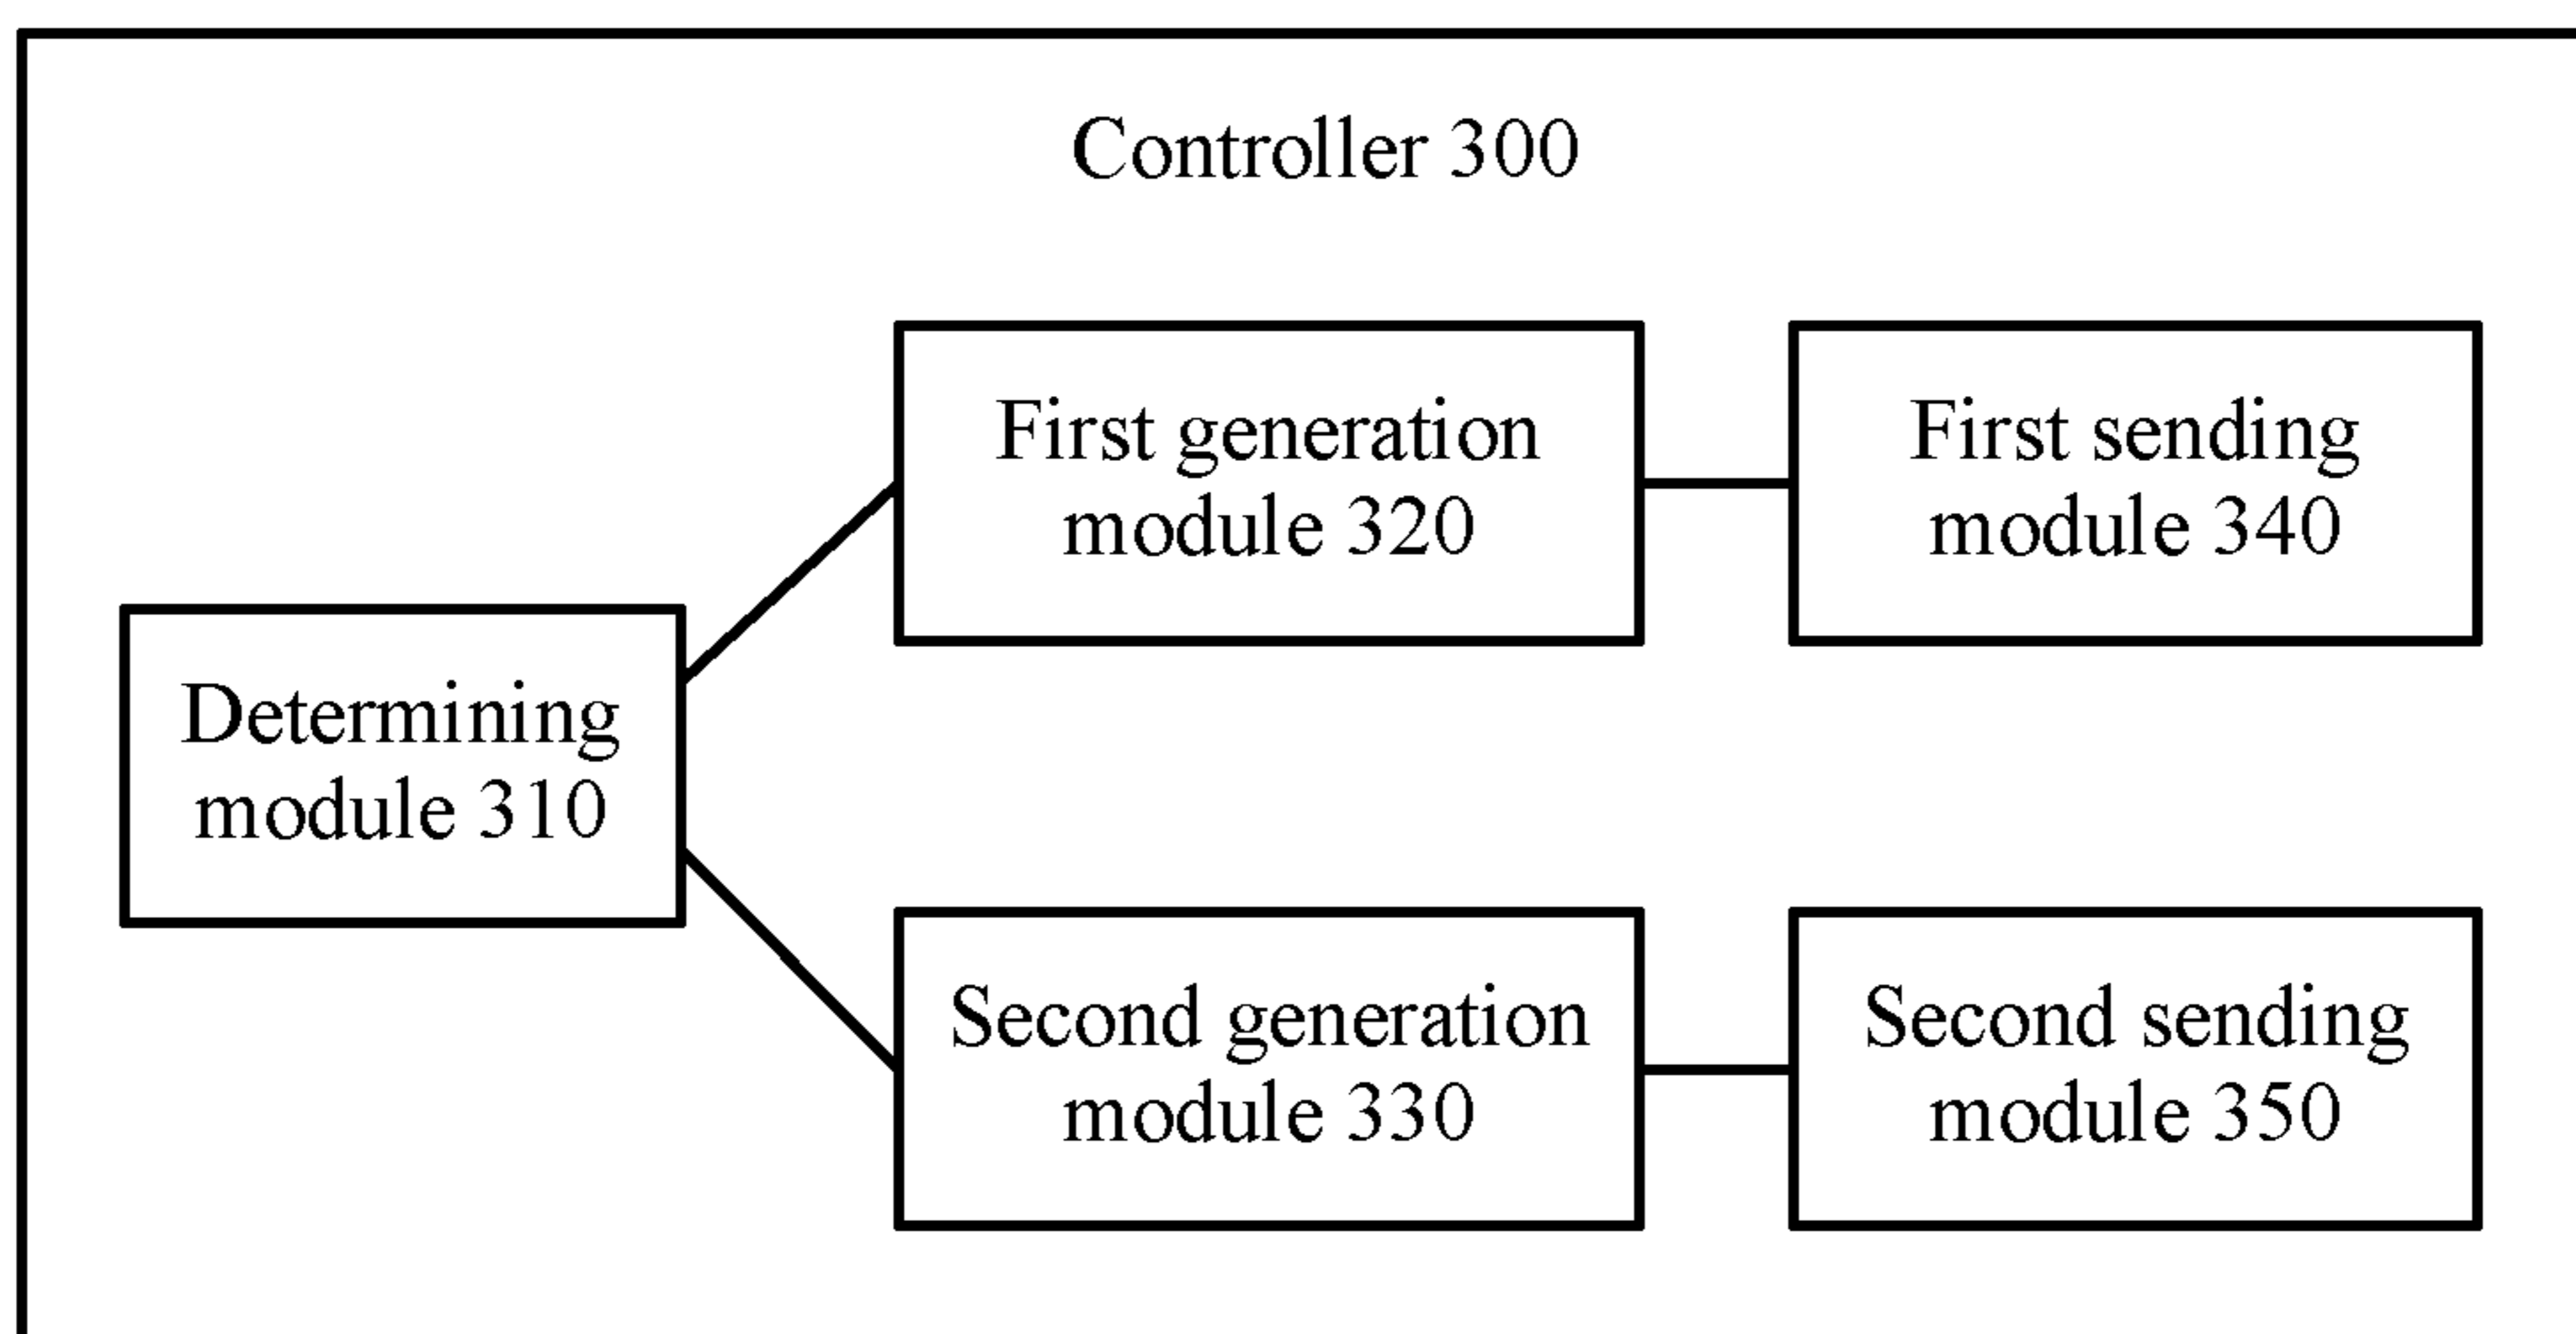 Controller 300
First generation
module 320
First sending
module 340
Determining
module 310
Second generation
module 330
Second sending
module 350